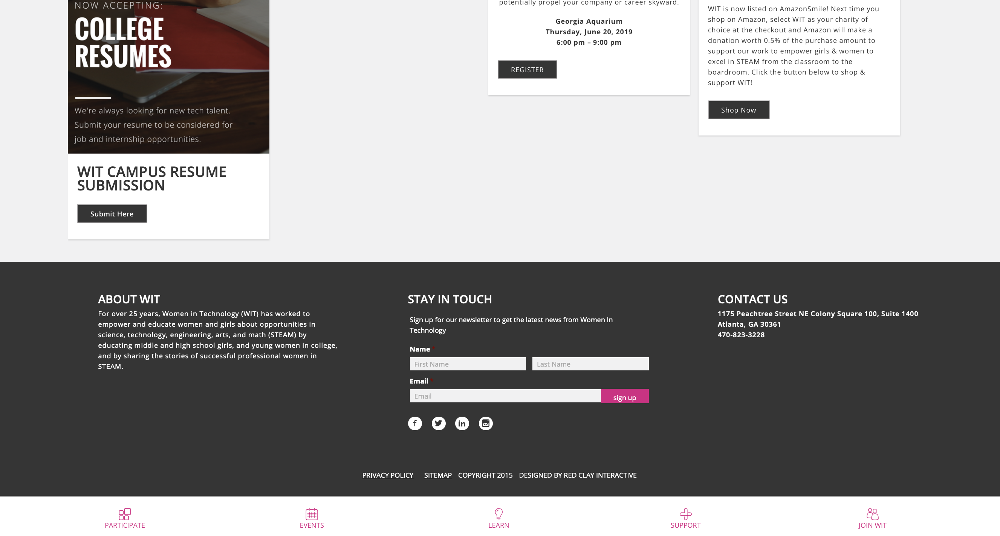 NOW ACCEPTING:
COLLEGE
RESUMES
We're always looking for new tech talent.
Submit your resume to be considered for
job and internship opportunities.
WIT CAMPUS RESUME
SUBMISSION
Submit Here
potentially propel your company or career skyward.
Georgia Aquarium
Thursday, June 20, 2019
6:00 pm – 9:00 pm
REGISTER
WIT is now listed on AmazonSmile! Next time you
shop on Amazon, select WIT as your charity of
choice at the checkout and Amazon will make a
donation worth 0.5% of the purchase amount to
support our work to empower girls & women to
excel in STEAM from the classroom to the
boardroom. Click the button below to shop &
support WIT!
Shop Now
ABOUT WIT
For over 25 years, Women in Technology (WIT) has worked to
empower and educate women and girls about opportunities in
science, technology, engineering, arts, and math (STEAM) by
educating middle and high school girls, and young women in college,
and by sharing the stories of successful professional women in
STEAM.
STAY IN TOUCH
Sign up for our newsletter to get the latest news from Women In
Technology
Name *
First Name
Last Name
Email *
Email
sign up
CONTACT US
1175 Peachtree Street NE Colony Square 100, Suite 1400
Atlanta, GA 30361
470-823-3228
PRIVACY POLICY SITEMAP COPYRIGHT 2015 DESIGNED BY RED CLAY INTERACTIVE
PARTICIPATE
EVENTS
LEARN
SUPPORT
JOIN WIT